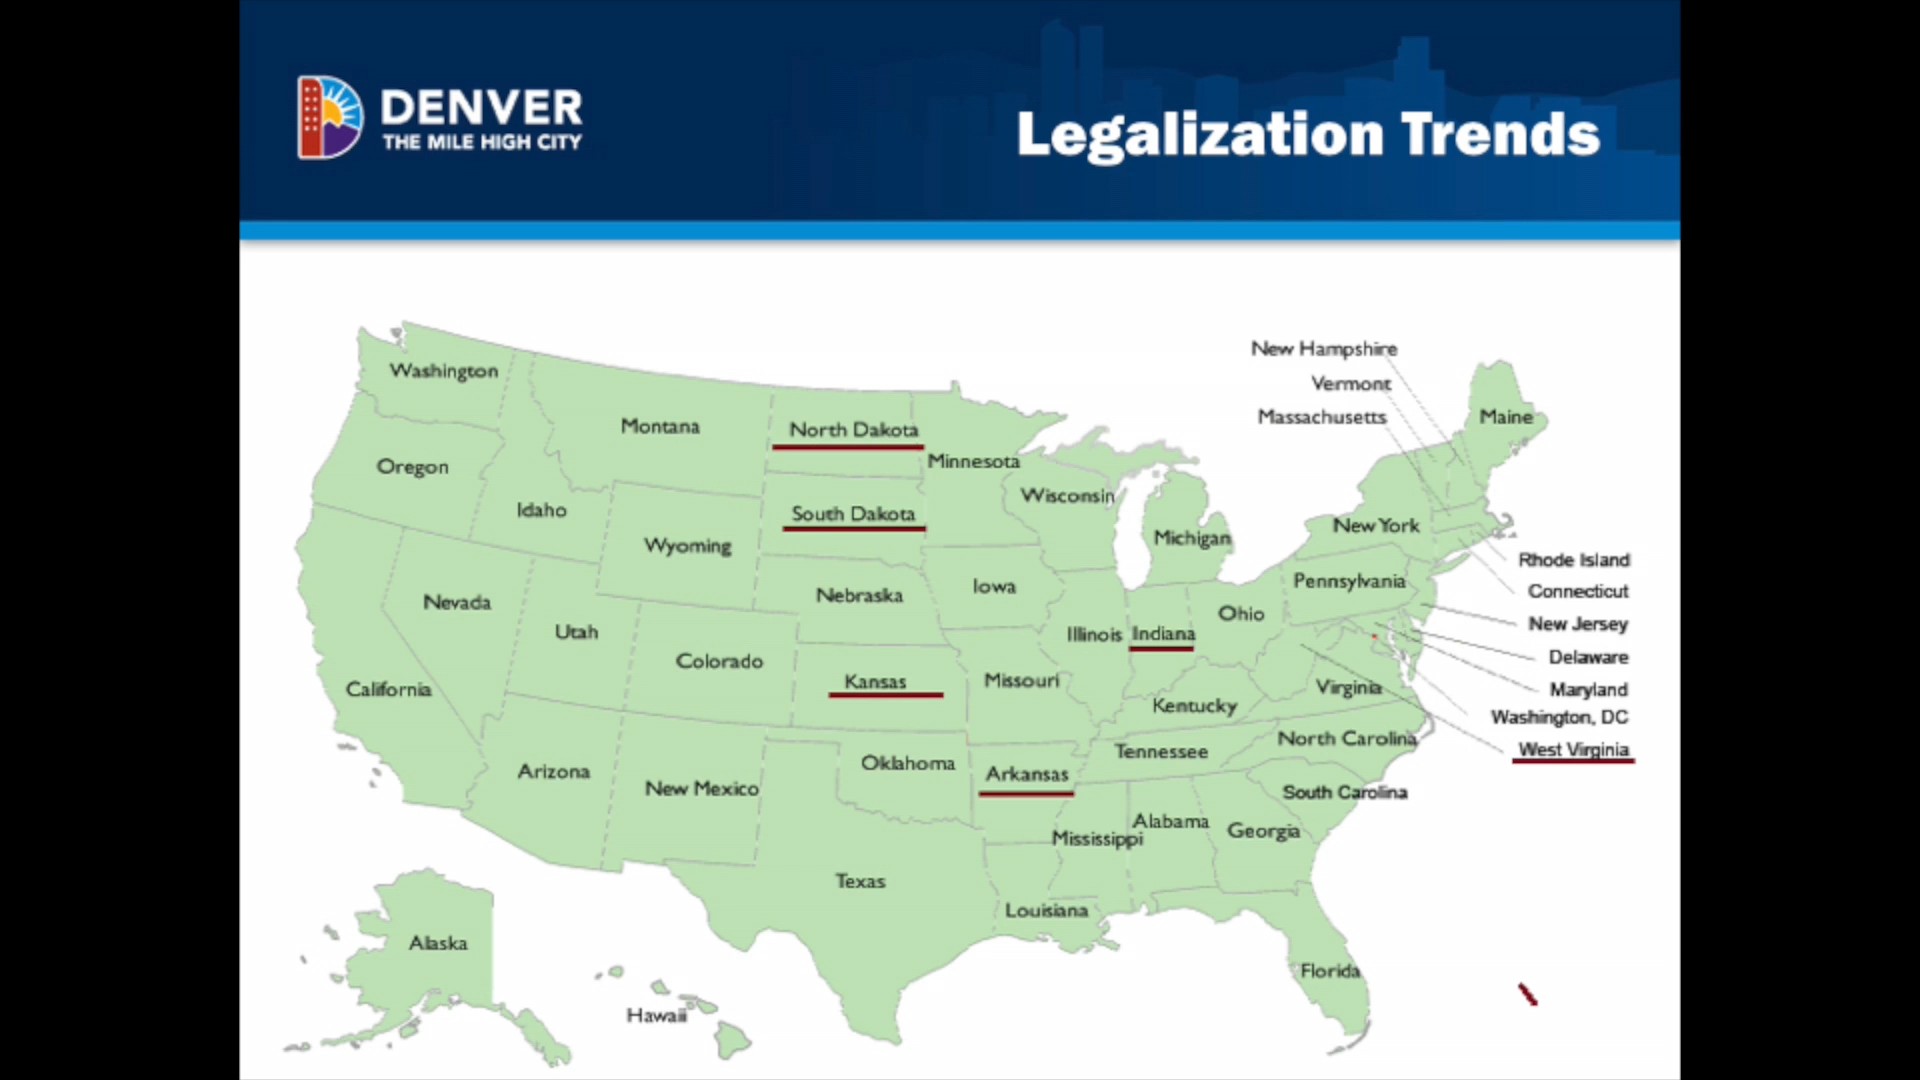 DENVER
THE MILE HIGH CITY
Legalization Trends
New Hampshire
Washington
Vermont
Massachusetts
Maine
Montana
North Dakota
Minnesota
Oregon
Wisconsin
Idaho
South Dakota
New York
Michigan
Wyoming
Rhode Island
Pennsylvania
Iowa
Connecticut
Nebraska
Nevada
Ohio
New Jersey
Utah
Illinois
Indiana
Delaware
Colorado
Kansas
Missouri
Virginia
Maryland
California
Kentucky
Washington, DC
North Carolina
West Virginia
Tennessee
Oklahoma
Arizona
Arkansas
New Mexico
South Carolina
Alabama
Georgia
Mississippi
Texas
Louisiana
Alaska
Florida
Hawaii